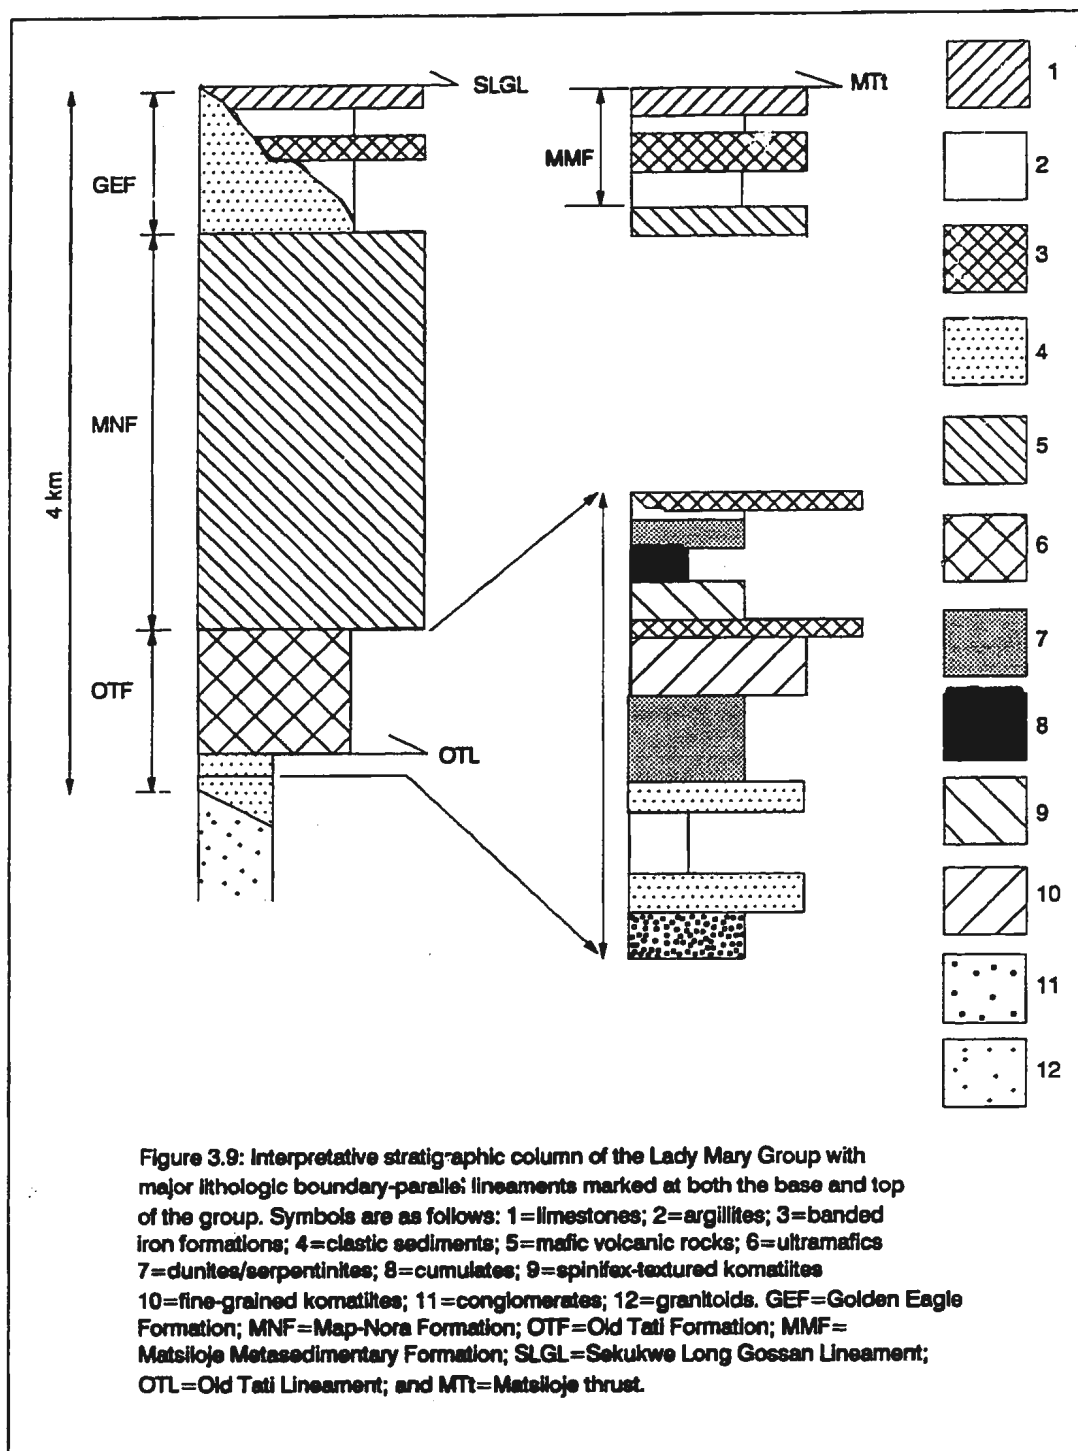 SLGL
MTt
1
2
3
4
5
6
7
8
9
10
11
12
GEF
MMF
MNF
4 km
OTF
OTL
Figure 3.9: Interpretative stratigraphic column of the Lady Mary Group with
major lithologic boundary-parallel lineaments marked at both the base and top
of the group. Symbols are as follows: 1=limestones; 2=argillites; 3=banded
iron formations; 4=clastic sediments; 5=mafic volcanic rocks; 6=ultramafics
7=dunites/serpentinites; 8=cumulates; 9=spinifex-textured komatiites
10=fine-grained komatiites; 11=conglomerates; 12=granitoids. GEF=Golden Eagle
Formation; MNF=Map-Nora Formation; OTF=Old Tati Formation; MMF=
Matsiloje Metasedimentary Formation; SLGL=Sekukwe Long Gossan Lineament;
OTL=Old Tati Lineament; and MTt=Matsiloje thrust.